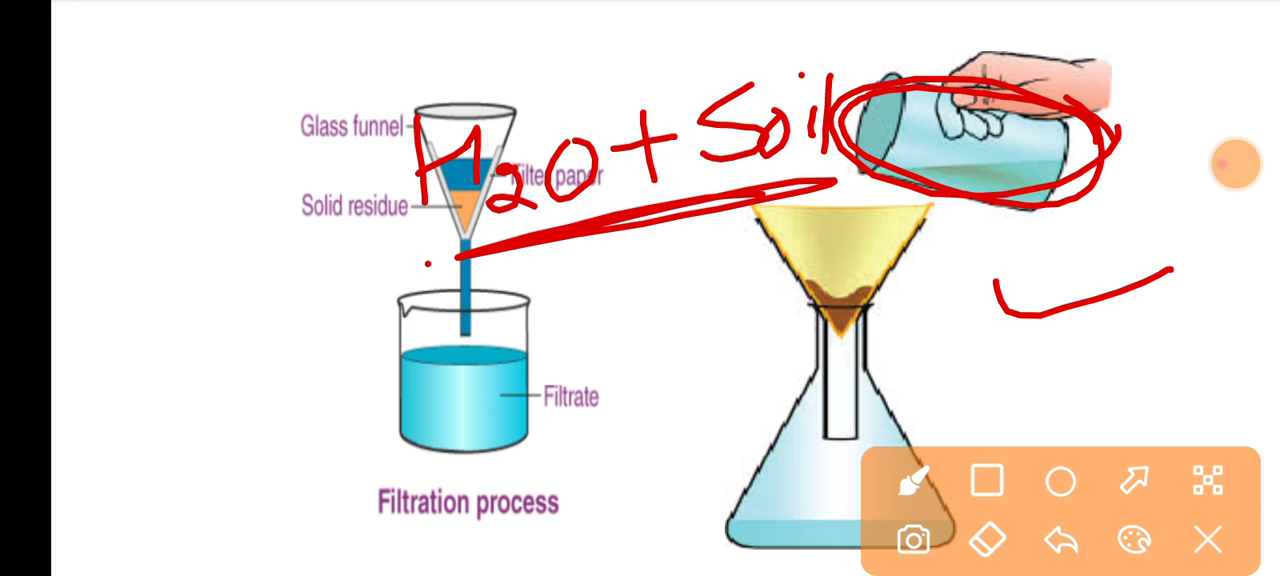 Glass funnel
H2O + Soil
Filter paper
Solid residue
Filtrate
Filtration process